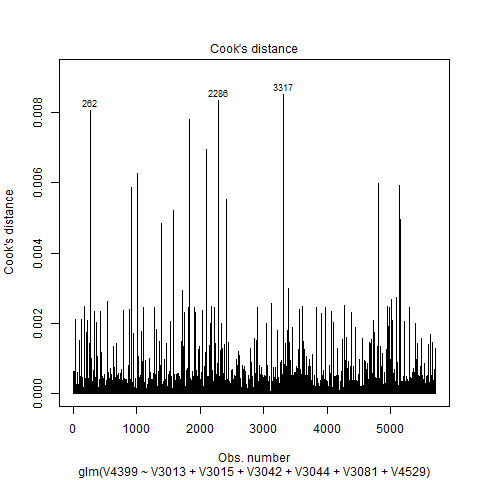 Cook's distance
3317
2286
262
0.008
0.006
0.004
0.002
0.000
Cook's distance
0 1000 2000 3000 4000 5000
Obs. number
glm(V4399 ~ V3013 + V3015 + V3042 + V3044 + V3081 + V4529)